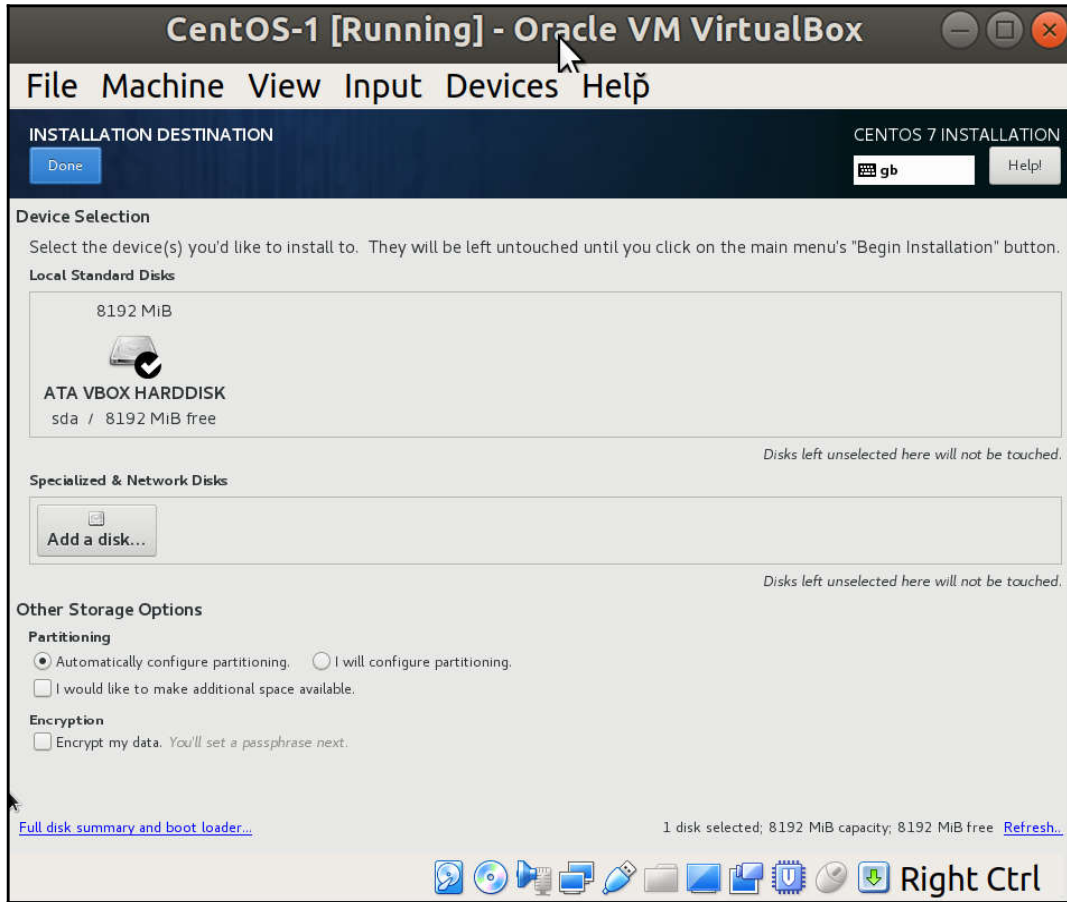 CentOS-1 [Running] - Oracle VM VirtualBox
File Machine View Input Devices Help
INSTALLATION DESTINATION
CENTOS 7 INSTALLATION
Done
gb
Help!
Device Selection
Select the device(s) you'd like to install to. They will be left untouched until you click on the main menu's "Begin Installation" button.
Local Standard Disks
8192 MiB
ATA VBOX HARDDISK
sda / 8192 MiB free
Disks left unselected here will not be touched.
Specialized & Network Disks
Add a disk...
Disks left unselected here will not be touched.
Other Storage Options
Partitioning
Automatically configure partitioning. I will configure partitioning.
I would like to make additional space available.
Encryption
Encrypt my data. You'll set a passphrase next.
Full disk summary and boot loader...
1 disk selected; 8192 MiB capacity; 8192 MiB free Refresh..
Right Ctrl